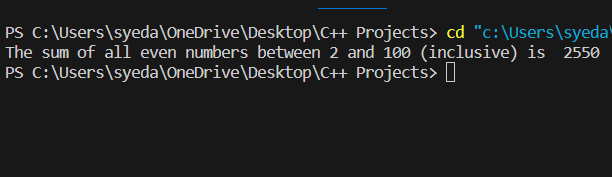 PS C:\Users\syeda\OneDrive\Desktop\C++ Projects> cd "c:\Users\syeda\
The sum of all even numbers between 2 and 100 (inclusive) is  2550
PS C:\Users\syeda\OneDrive\Desktop\C++ Projects>